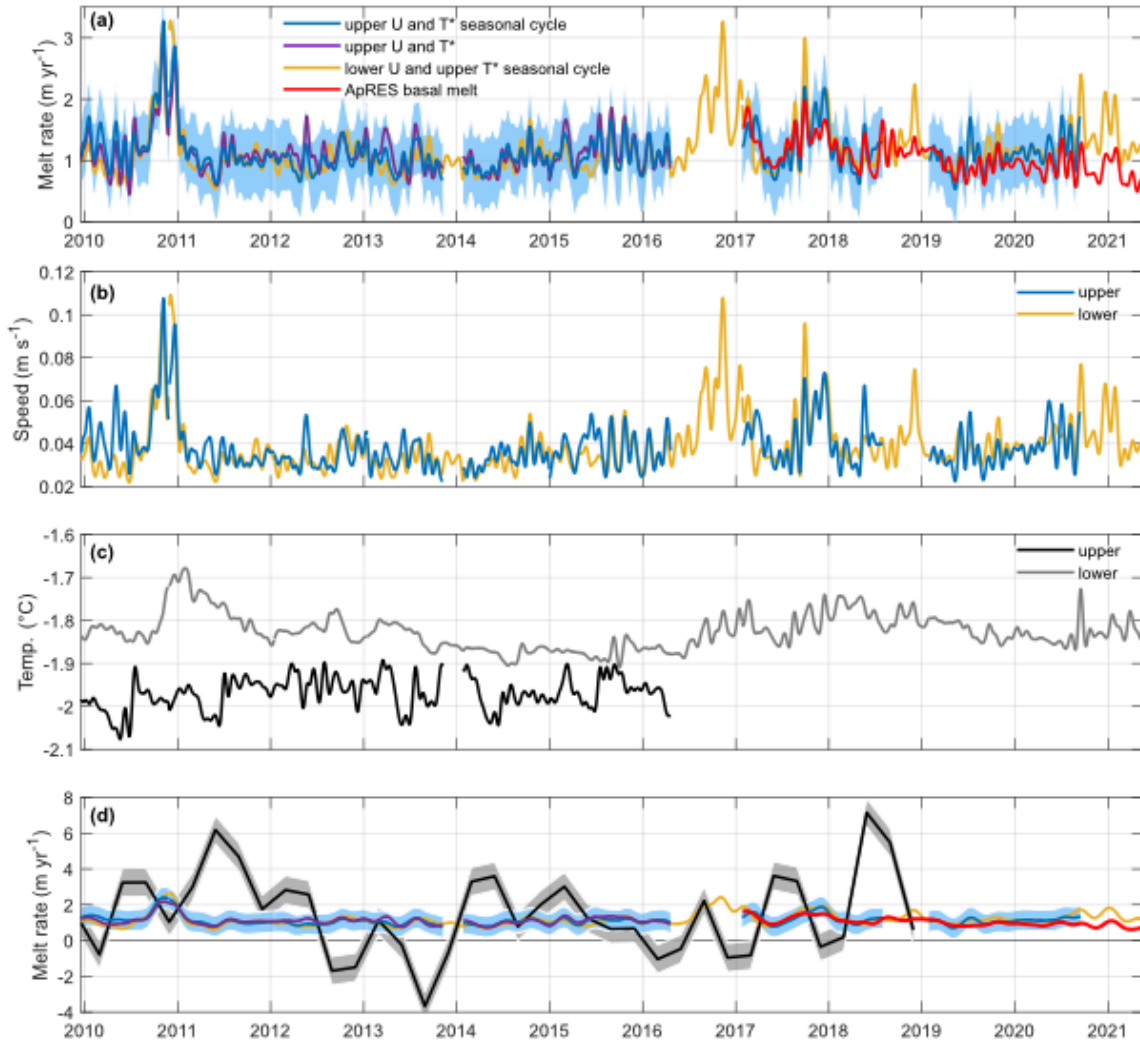 (a)
upper U and T* seasonal cycle
upper U and T*
lower U and upper T* seasonal cycle
ApRES basal melt
Melt rate (m yr⁻¹)
3
2
1
0
2010 2011 2012 2013 2014 2015 2016 2017 2018 2019 2020 2021
(b)
upper
lower
Speed (m s⁻¹)
0.12
0.1
0.08
0.06
0.04
0.02
(c)
upper
lower
Temp. (°C)
-1.6
-1.7
-1.8
-1.9
-2
-2.1
(d)
Melt rate (m yr⁻¹)
8
6
4
2
0
-2
-4
2010 2011 2012 2013 2014 2015 2016 2017 2018 2019 2020 2021